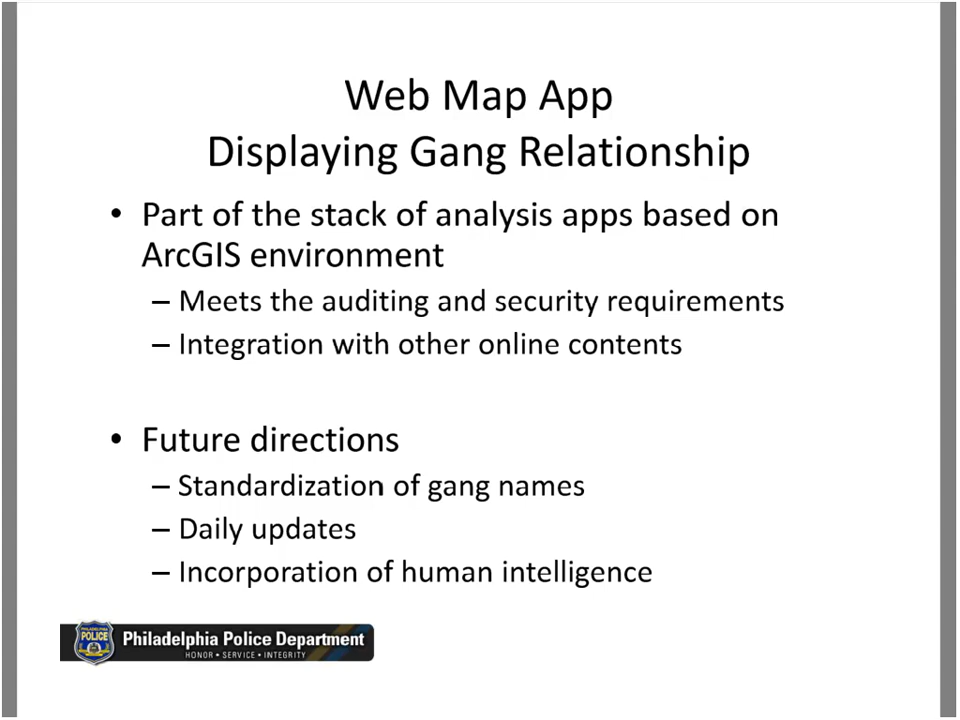 Web Map App
Displaying Gang Relationship
• Part of the stack of analysis apps based on
ArcGIS environment
– Meets the auditing and security requirements
– Integration with other online contents
• Future directions
– Standardization of gang names
– Daily updates
– Incorporation of human intelligence
POLICE
Philadelphia Police Department
HONOR • SERVICE • INTEGRITY